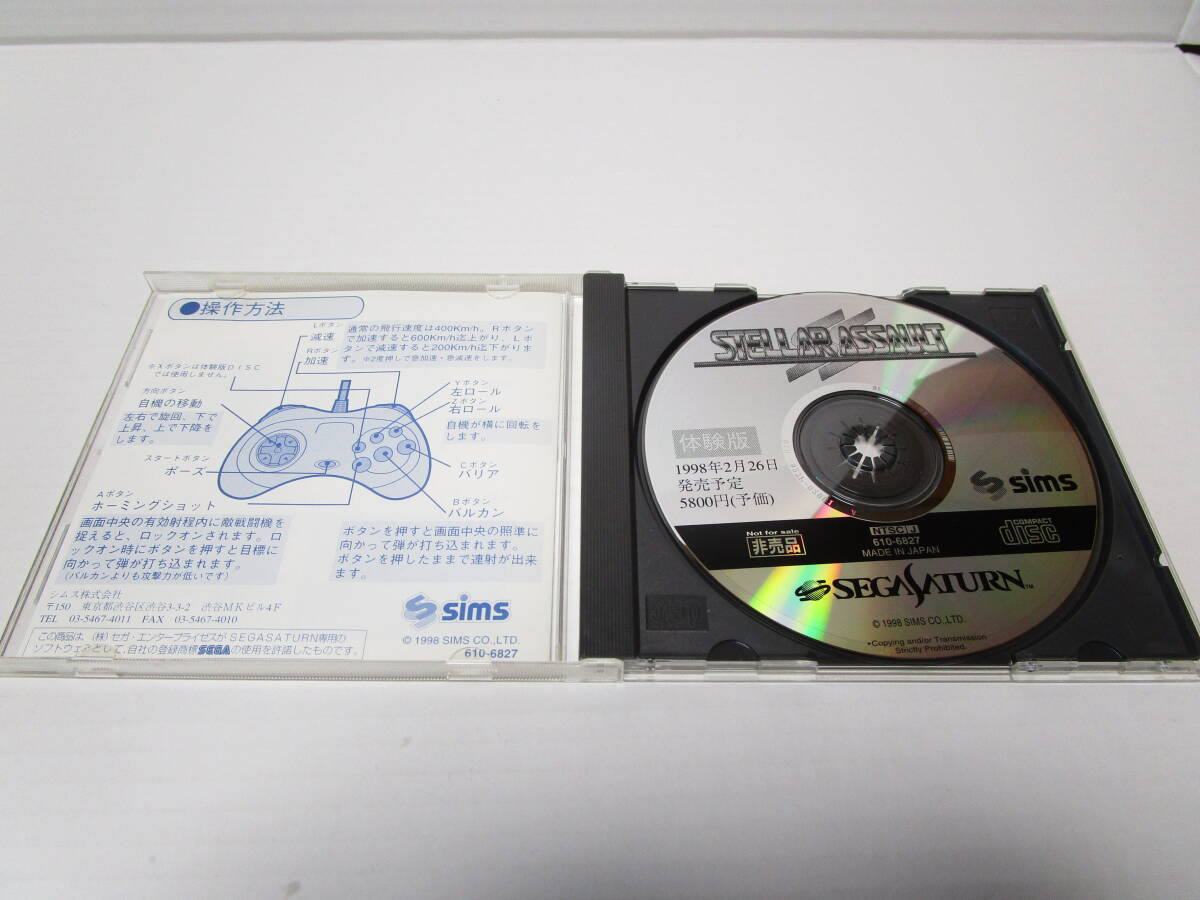 ●操作方法
Lボタン
減速
Rボタン
加速
通常の飛行速度は400Km/h。Rボタン
で加速すると600Km/h迄上がり、Lボ
タンで減速すると200Km/h迄下がりま
す。※2度押しで急加速・急減速をします。
※Xボタンは体験版DISC
では使用しません。
方向ボタン
自機の移動
左右で旋回、下で
上昇、上で下降を
します。
スタートボタン
ポーズ
Yボタン
左ロール
Zボタン
右ロール
自機が横に回転を
します。
Cボタン
バリア
Bボタン
バルカン
Aボタン
ホーミングショット
画面中央の有効射程内に敵戦闘機を
捉えると、ロックオンされます。ロ
ックオン時にボタンを押すと目標に
向かって弾が打ち込まれます。
(バルカンよりも攻撃力が低いです)
ボタンを押すと画面中央の照準に
向かって弾が打ち込まれます。
ボタンを押したままで連射が出来
ます。
シムス株式会社
〒150 東京都渋谷区渋谷3-3-2 渋谷MKビル4F
TEL 03-5467-4011 FAX 03-5467-4010
この商品は、(株)セガ・エンタープライゼスがSEGASATURN専用の
ソフトウェアとして、自社の登録商標SEGAの使用を許諾したものです。
sims
© 1998 SIMS CO.,LTD.
610-6827
STELLAR ASSAULT SS
体験版
1998年2月26日
発売予定
5800円(予価)
sims
Not for sale
非売品
NTSC J
610-6827
MADE IN JAPAN
COMPACT
disc
SEGASATURN™
© 1998 SIMS CO.,LTD.
•Copying and/or Transmission
Strictly Prohibited.